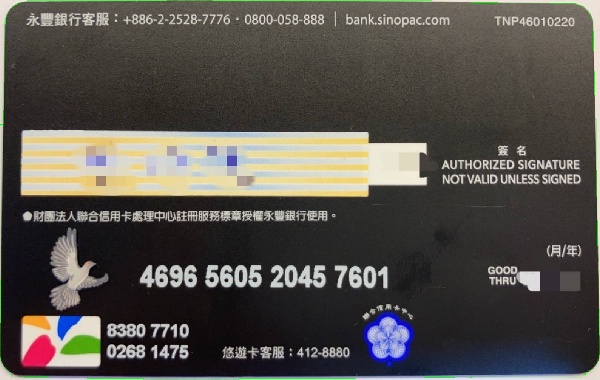 永豐銀行客服：+886-2-2528-7776・0800-058-888 | bank.sinopac.com
TNP46010220
簽 名
AUTHORIZED SIGNATURE
NOT VALID UNLESS SIGNED
●財團法人聯合信用卡處理中心註冊服務標章授權永豐銀行使用。
(月/年)
GOOD
THRU
4696 5605 2045 7601
聯合信用卡中心
8380 7710
0268 1475
悠遊卡客服：412-8880